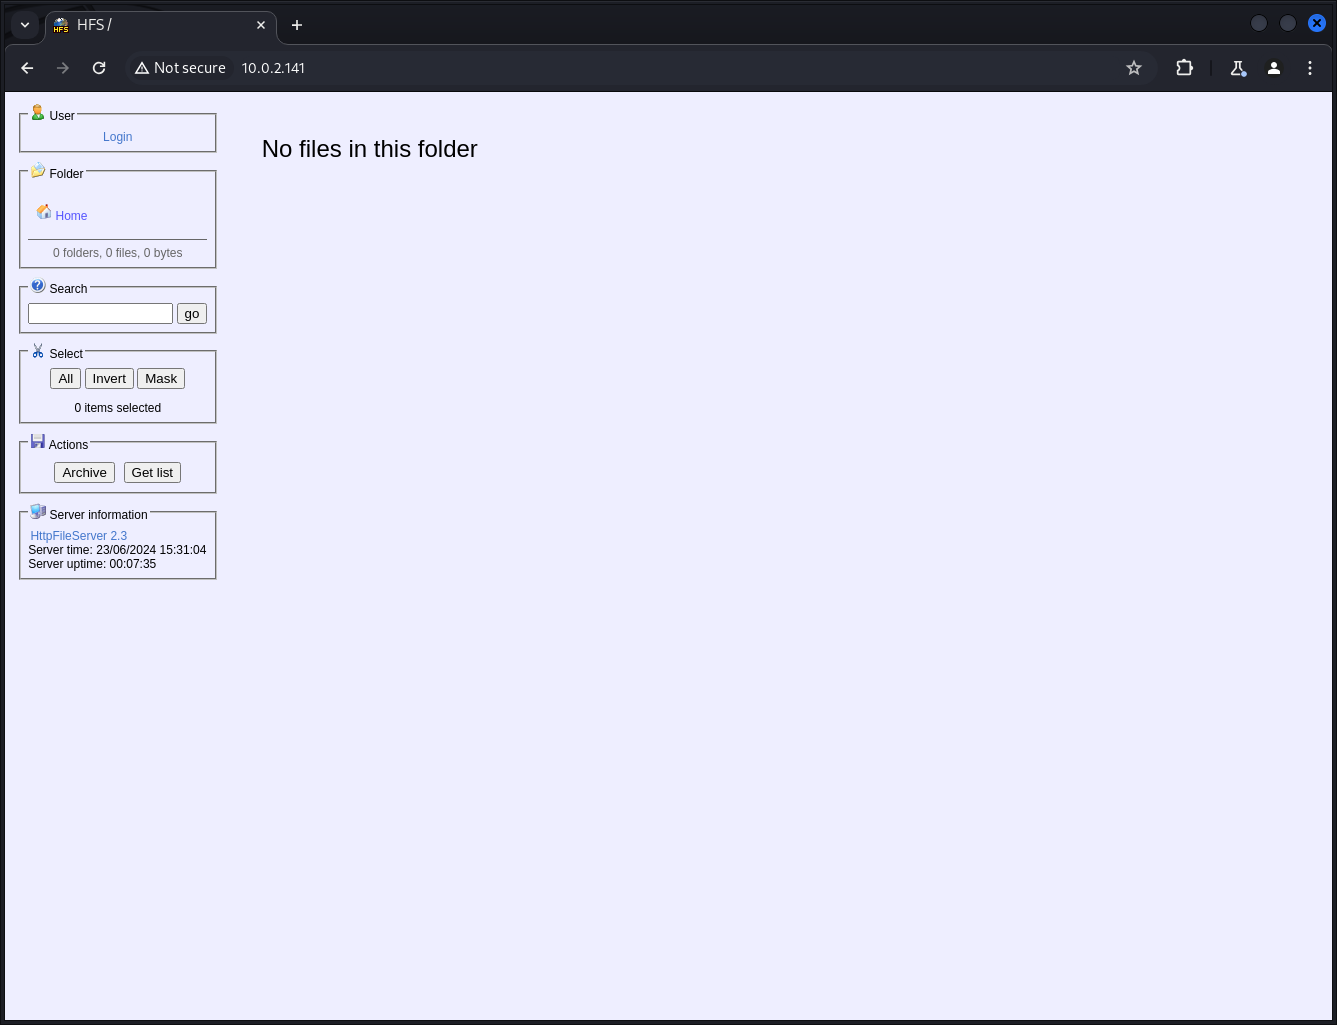 HFS /
Not secure 10.0.2.141
User
Login
Folder
Home
0 folders, 0 files, 0 bytes
Search
go
Select
All Invert Mask
0 items selected
Actions
Archive Get list
Server information
HttpFileServer 2.3
Server time: 23/06/2024 15:31:04
Server uptime: 00:07:35
No files in this folder